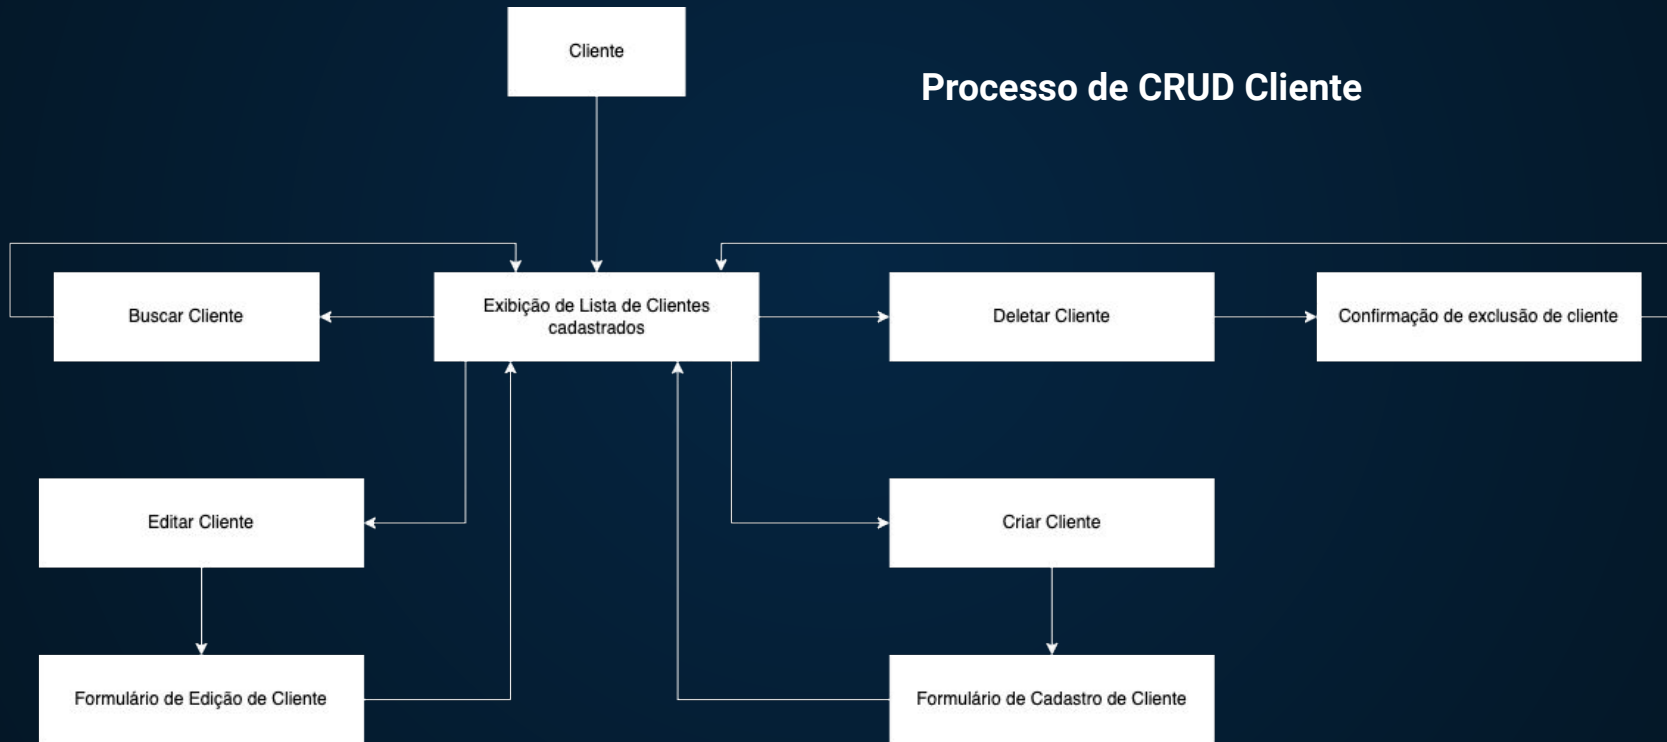 Cliente
Processo de CRUD Cliente
Buscar Cliente
Exibição de Lista de Clientes
cadastrados
Deletar Cliente
Confirmação de exclusão de cliente
Editar Cliente
Criar Cliente
Formulário de Edição de Cliente
Formulário de Cadastro de Cliente